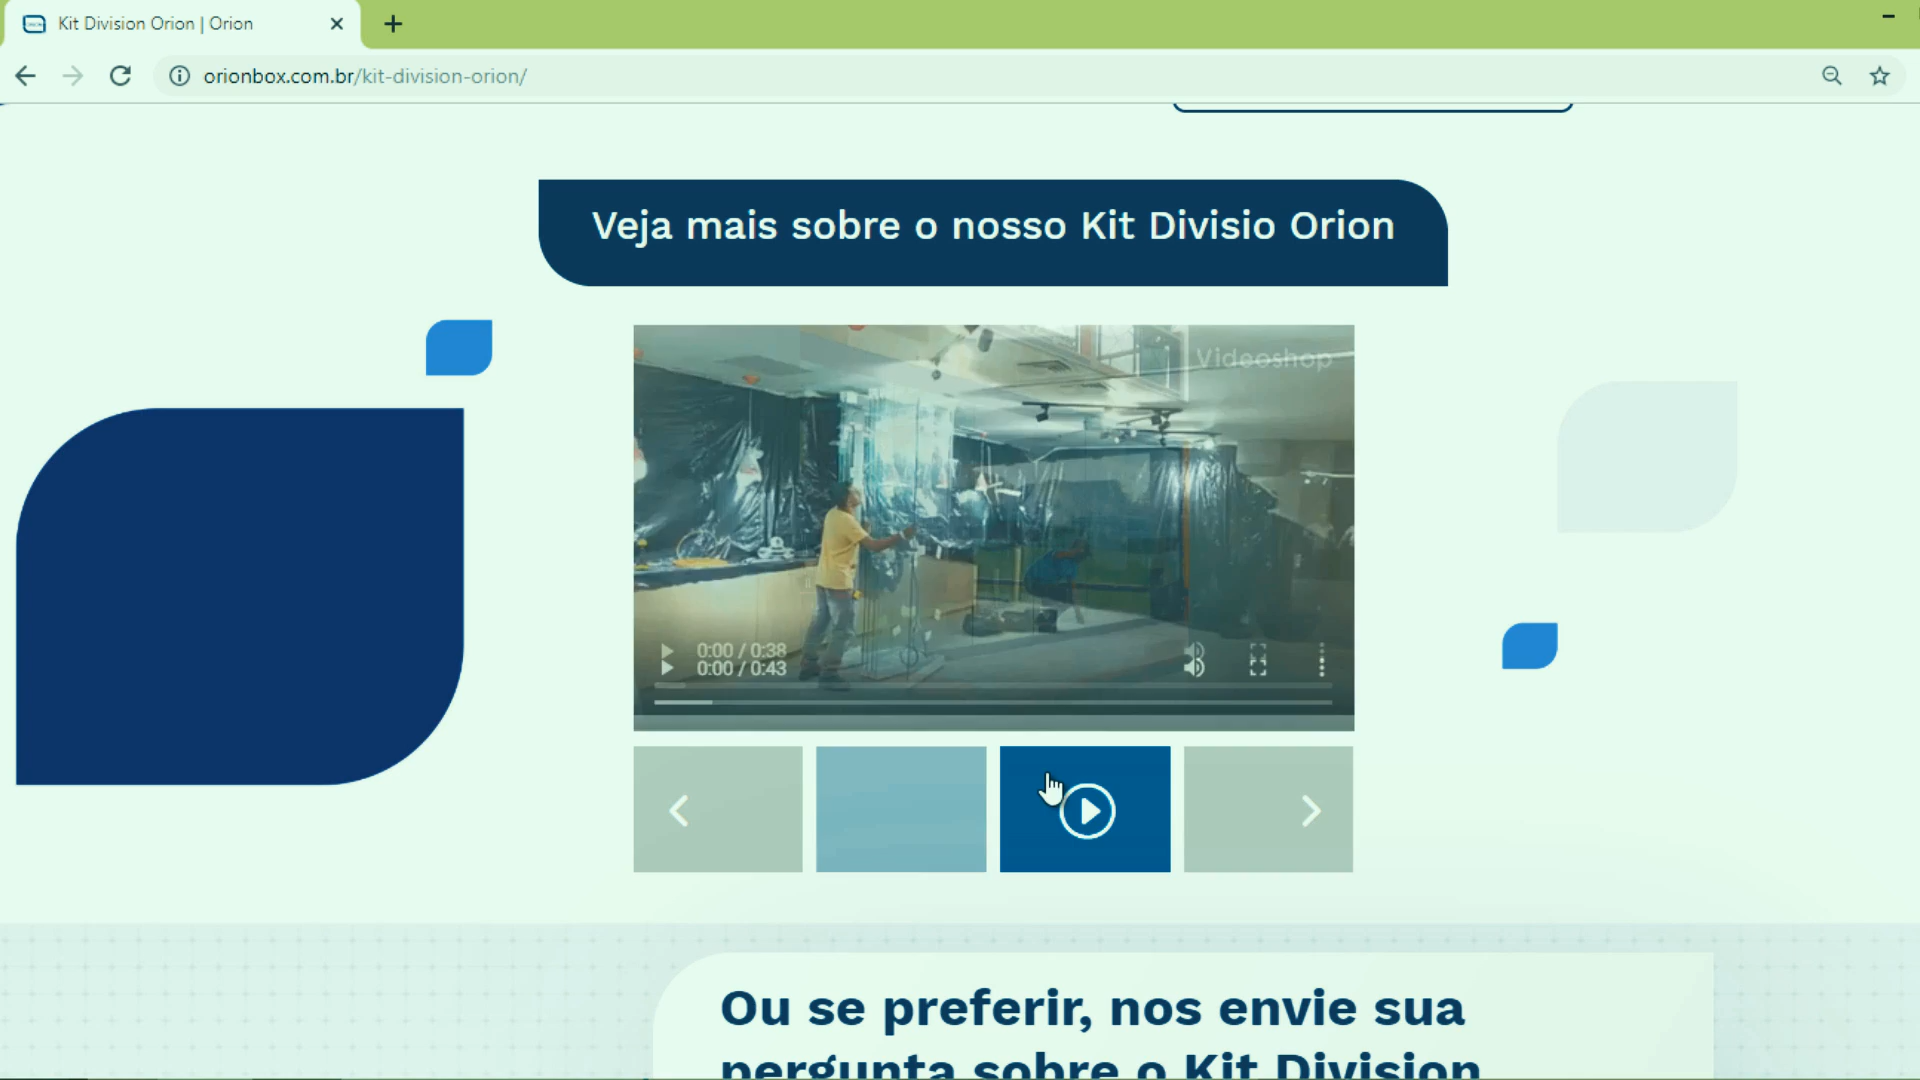 Kit Division Orion | Orion
orionbox.com.br/kit-division-orion/
Veja mais sobre o nosso Kit Divisio Orion
Videoshop
0:00 / 0:38
0:00 / 0:43
Ou se preferir, nos envie sua
pergunta sobre o Kit Division